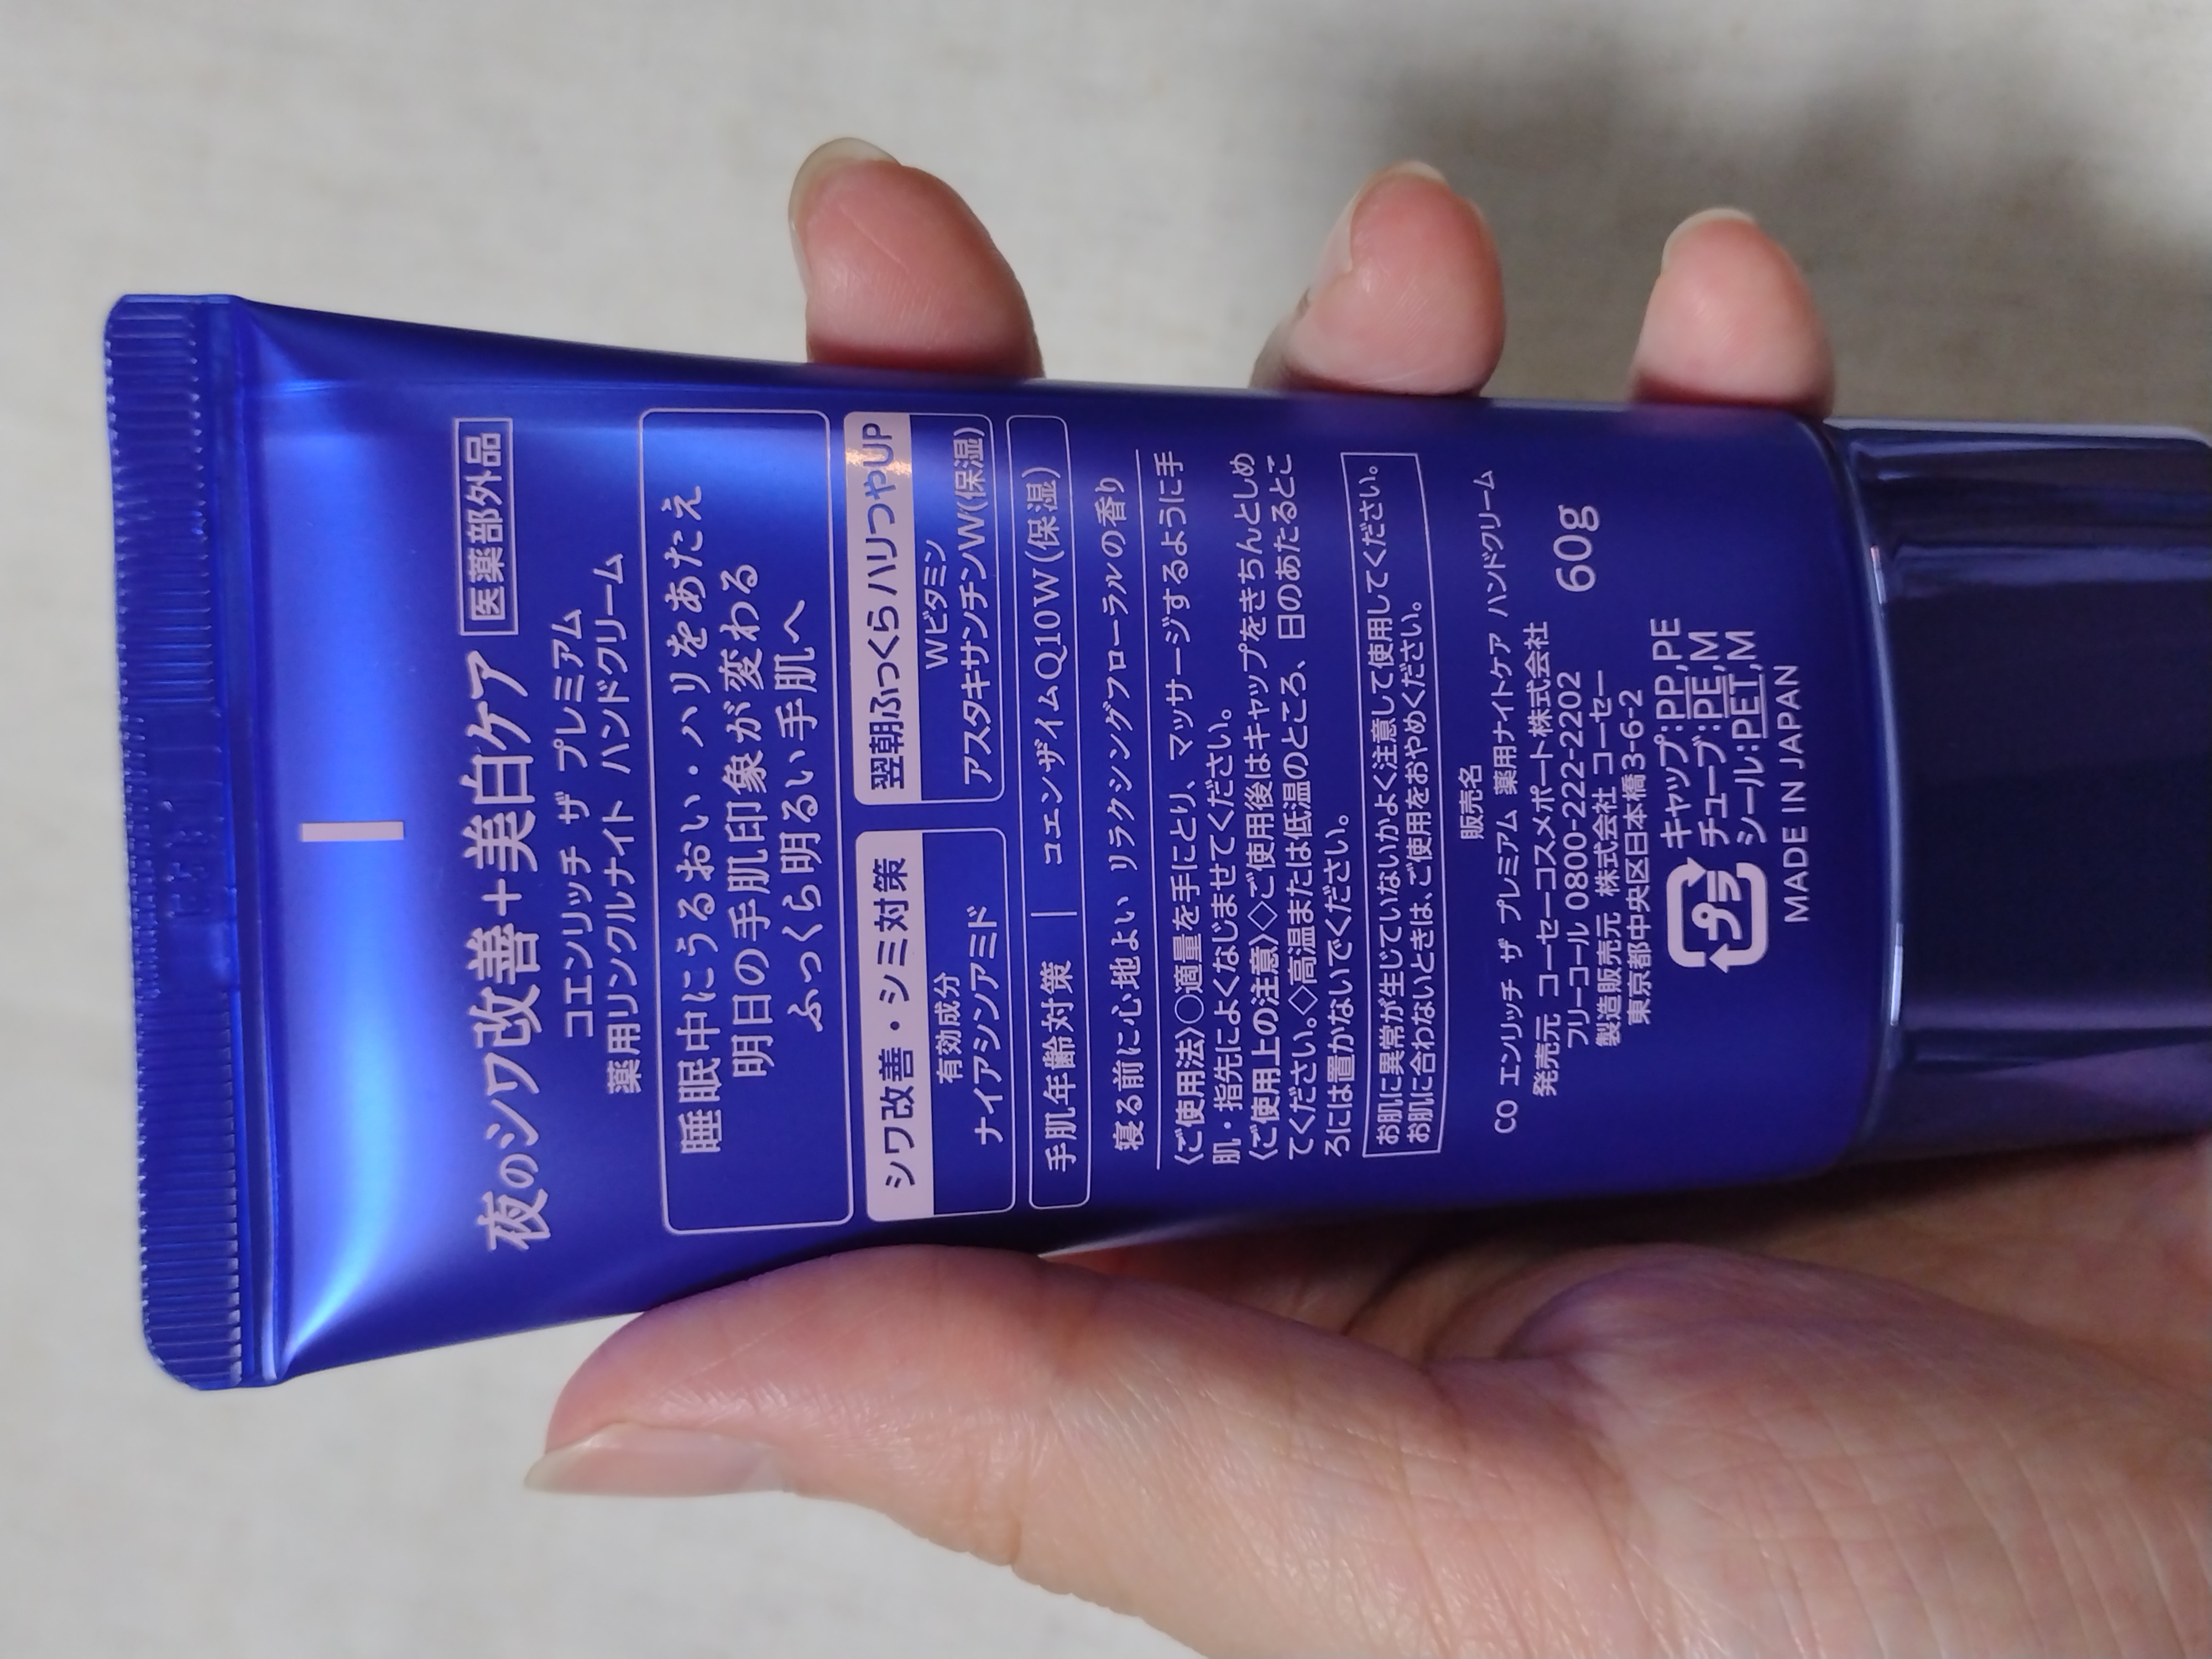 夜のシワ改善+美白ケア 医薬部外品
コエンリッチ ザ プレミアム
薬用リンクルナイト ハンドクリーム
睡眠中にうるおい・ハリをあたえ
明日の手肌印象が変わる
ふっくら明るい手肌へ
シワ改善・シミ対策
有効成分
ナイアシンアミド
翌朝ふっくらハリつやUP
Wビタミン
アスタキサンチンW(保湿)
手肌年齢対策 | コエンザイムQ10W(保湿)
寝る前に心地よい リラクシングフローラルの香り
〈ご使用法〉○適量を手にとり、マッサージするように手
肌・指先によくなじませてください。
〈ご使用上の注意〉◇ご使用後はキャップをきちんとしめ
てください。◇高温または低温のところ、日のあたるとこ
ろには置かないでください。
お肌に異常が生じていないかよく注意して使用してください。
お肌に合わないときは、ご使用をおやめください。
販売名
CO エンリッチ ザ プレミアム 薬用ナイトケア ハンドクリーム
発売元 コーセーコスメポート株式会社
フリーコール 0800-222-2202
製造販売元 株式会社 コーセー
東京都中央区日本橋3-6-2
60g
プラ
キャップ:PP,PE
チューブ:PE,M
シール:PET,M
MADE IN JAPAN